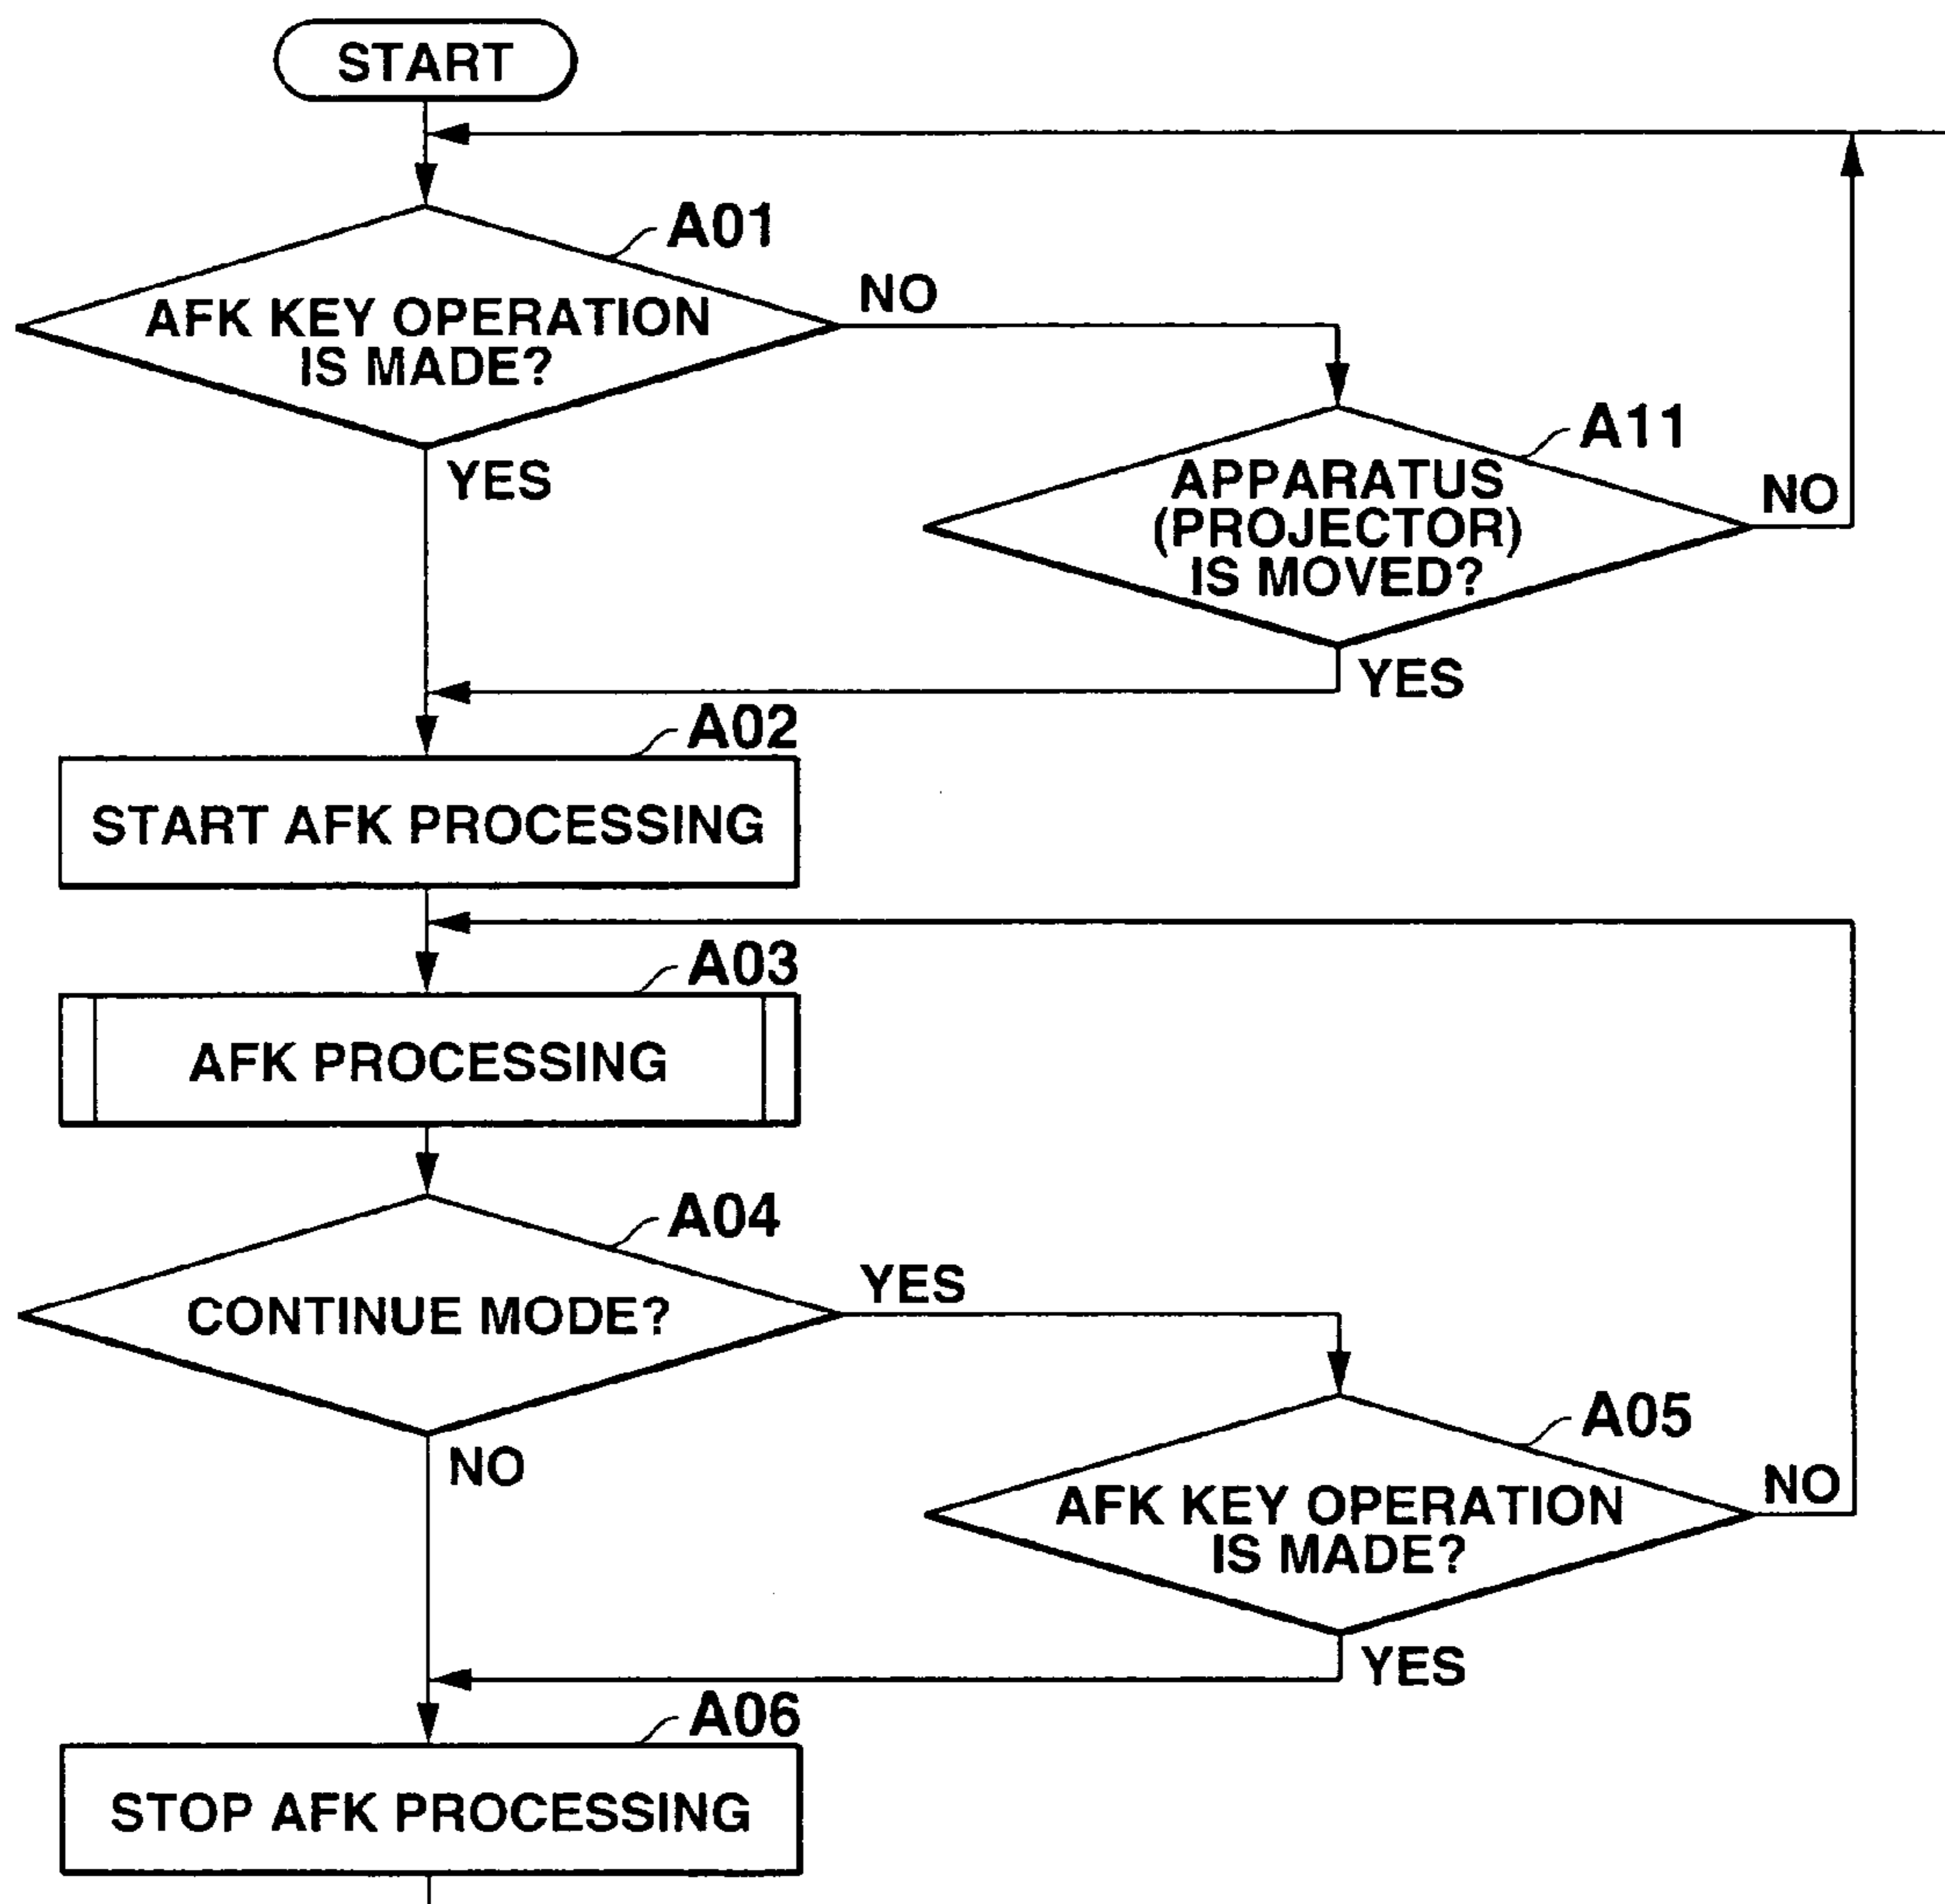 START
A01
AFK KEY OPERATION
IS MADE?
NO
YES
A11
APPARATUS
(PROJECTOR)
IS MOVED?
NO
YES
A02
START AFK PROCESSING
A03
AFK PROCESSING
A04
CONTINUE MODE?
YES
NO
A05
AFK KEY OPERATION
IS MADE?
NO
YES
A06
STOP AFK PROCESSING